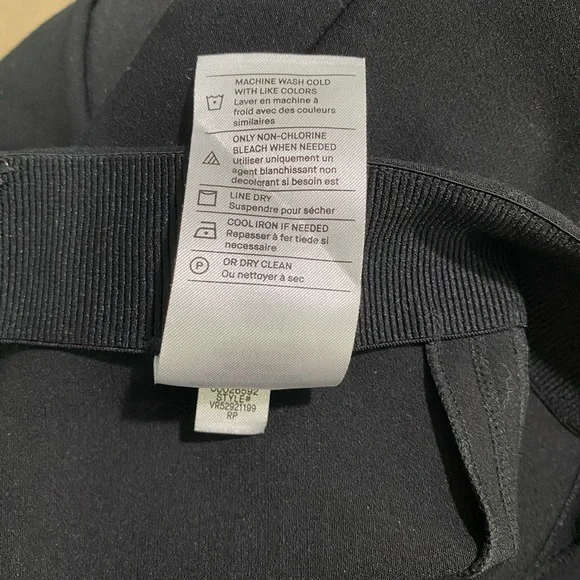 MACHINE WASH COLD
WITH LIKE COLORS
Laver en machine à
froid avec des couleurs
similaires
ONLY NON-CHLORINE
BLEACH WHEN NEEDED
Utiliser uniquement un
agent blanchissant non
decolorant si besoin est
LINE DRY
Suspendre pour sécher
COOL IRON IF NEEDED
Repasser à fer tiede si
necessaire
P
OR DRY CLEAN
Ou nettoyer à sec
STYLE#
VR52921199
RP